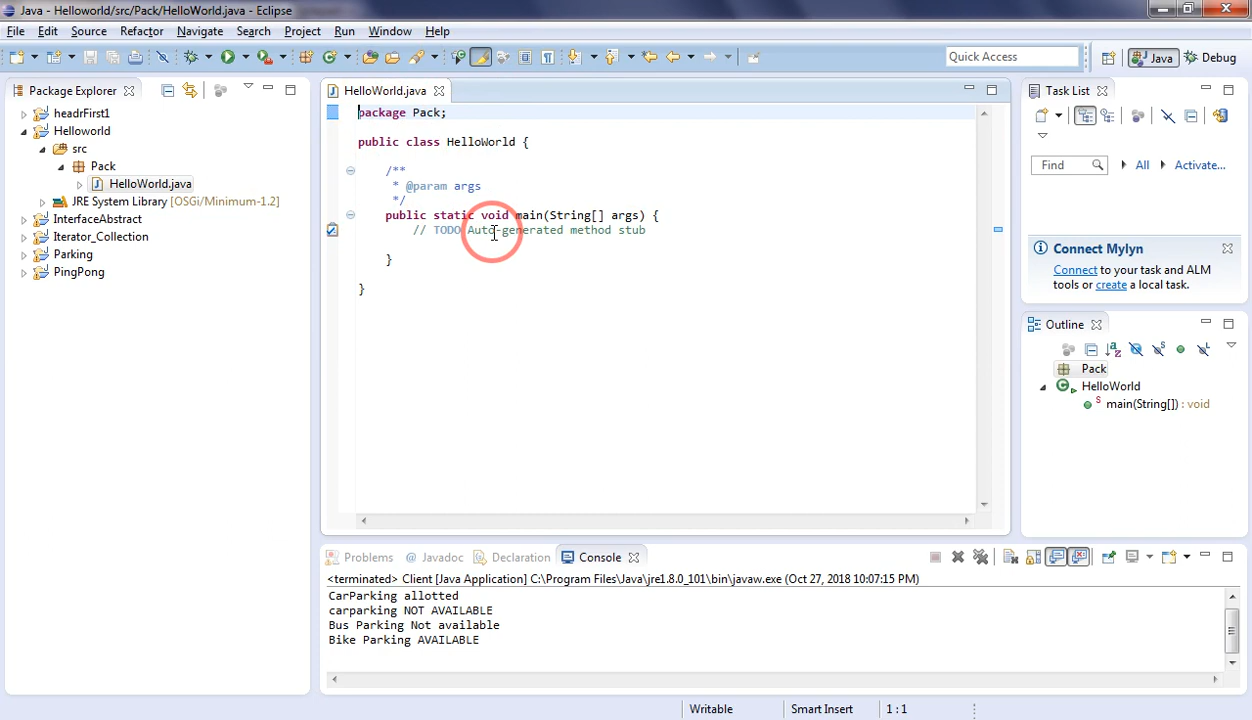 Java - Helloworld/src/Pack/HelloWorld.java - Eclipse
File Edit Source Refactor Navigate Search Project Run Window Help
Quick Access
Java
Debug
Package Explorer
headrFirst1
Helloworld
src
Pack
HelloWorld.java
JRE System Library [OSGi/Minimum-1.2]
InterfaceAbstract
Iterator_Collection
Parking
PingPong
HelloWorld.java
package Pack;
public class HelloWorld {
/**
* @param args
*/
public static void main(String[] args) {
// TODO Auto-generated method stub
}
}
Task List
Find
All
Activate...
Connect Mylyn
Connect to your task and ALM
tools or create a local task.
Outline
Pack
HelloWorld
main(String[]) : void
Problems @ Javadoc Declaration Console
<terminated> Client [Java Application] C:\Program Files\Java\jre1.8.0_101\bin\javaw.exe (Oct 27, 2018 10:07:15 PM)
CarParking allotted
carparking NOT AVAILABLE
Bus Parking Not available
Bike Parking AVAILABLE
Writable
Smart Insert
1 : 1